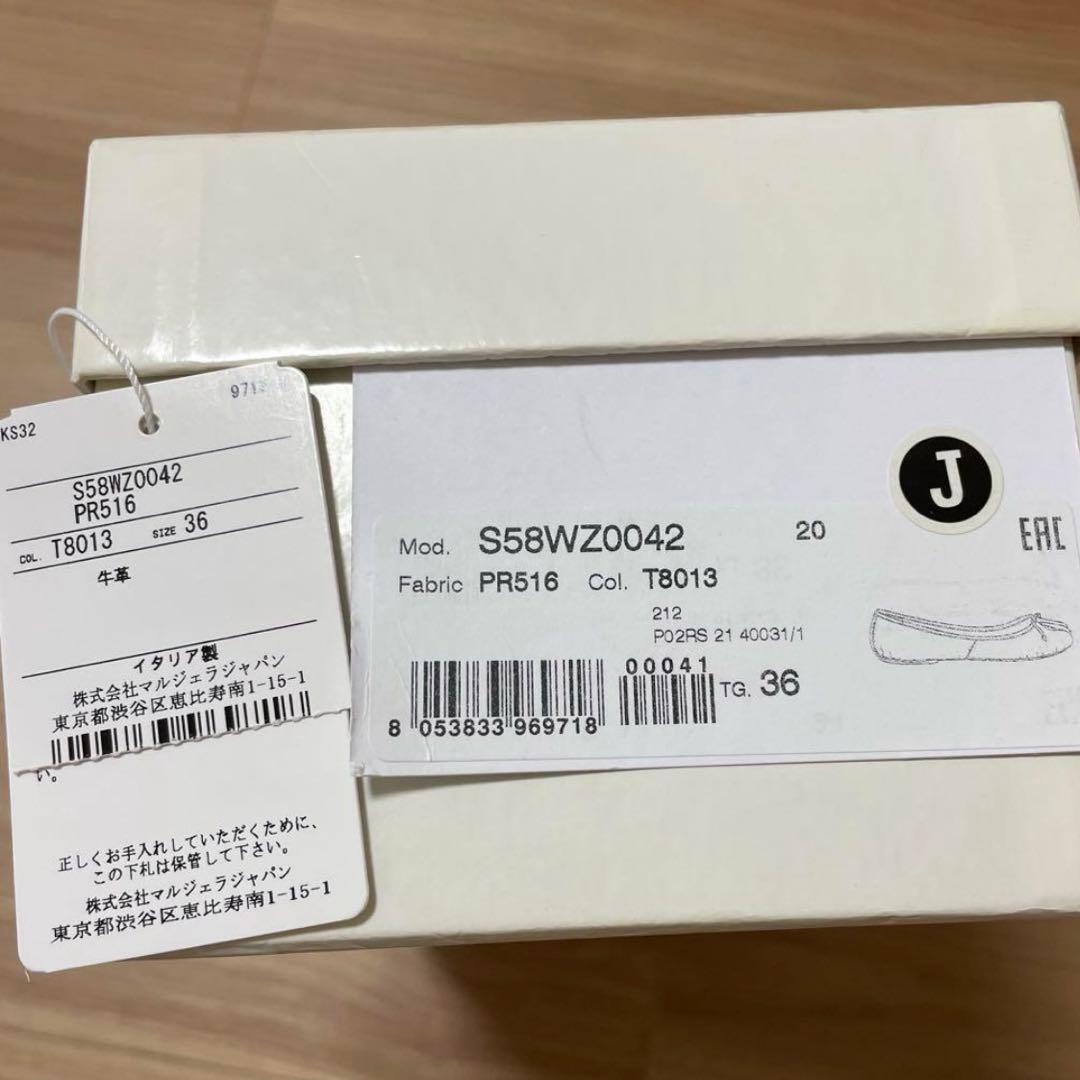 KS32
S58WZ0042
PR516
COL. T8013 SIZE 36
牛革
イタリア製
株式会社マルジェラジャパン
東京都渋谷区恵比寿南1-15-1
い。
正しくお手入れしていただくために、
この下札は保管して下さい。
株式会社マルジェラジャパン
東京都渋谷区恵比寿南1-15-1
J
Mod. S58WZ0042 20
EAC
Fabric PR516 Col. T8013
212
P02RS 21 40031/1
00041
TG. 36
8 053833 969718